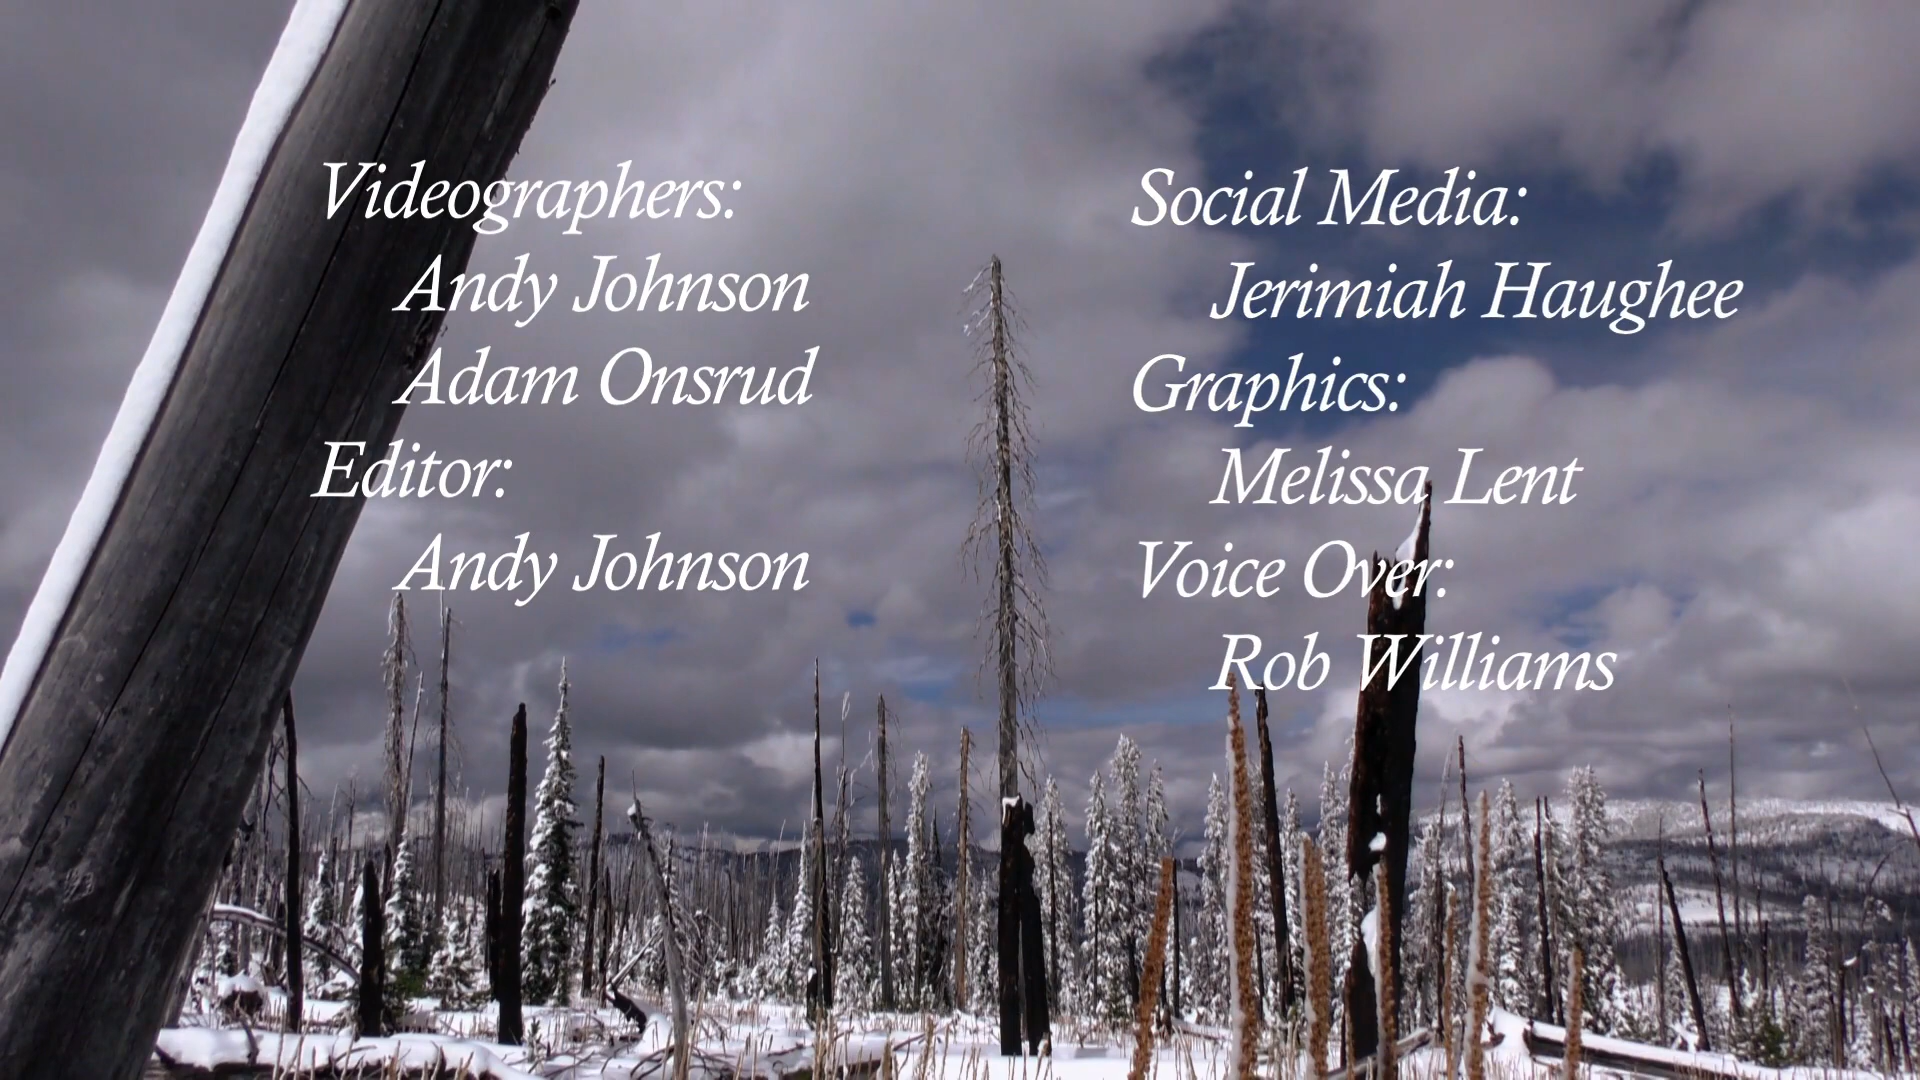 Videographers:
Andy Johnson
Adam Onsrud
Editor:
Andy Johnson
Social Media:
Jerimiah Haughee
Graphics:
Melissa Lent
Voice Over:
Rob Williams